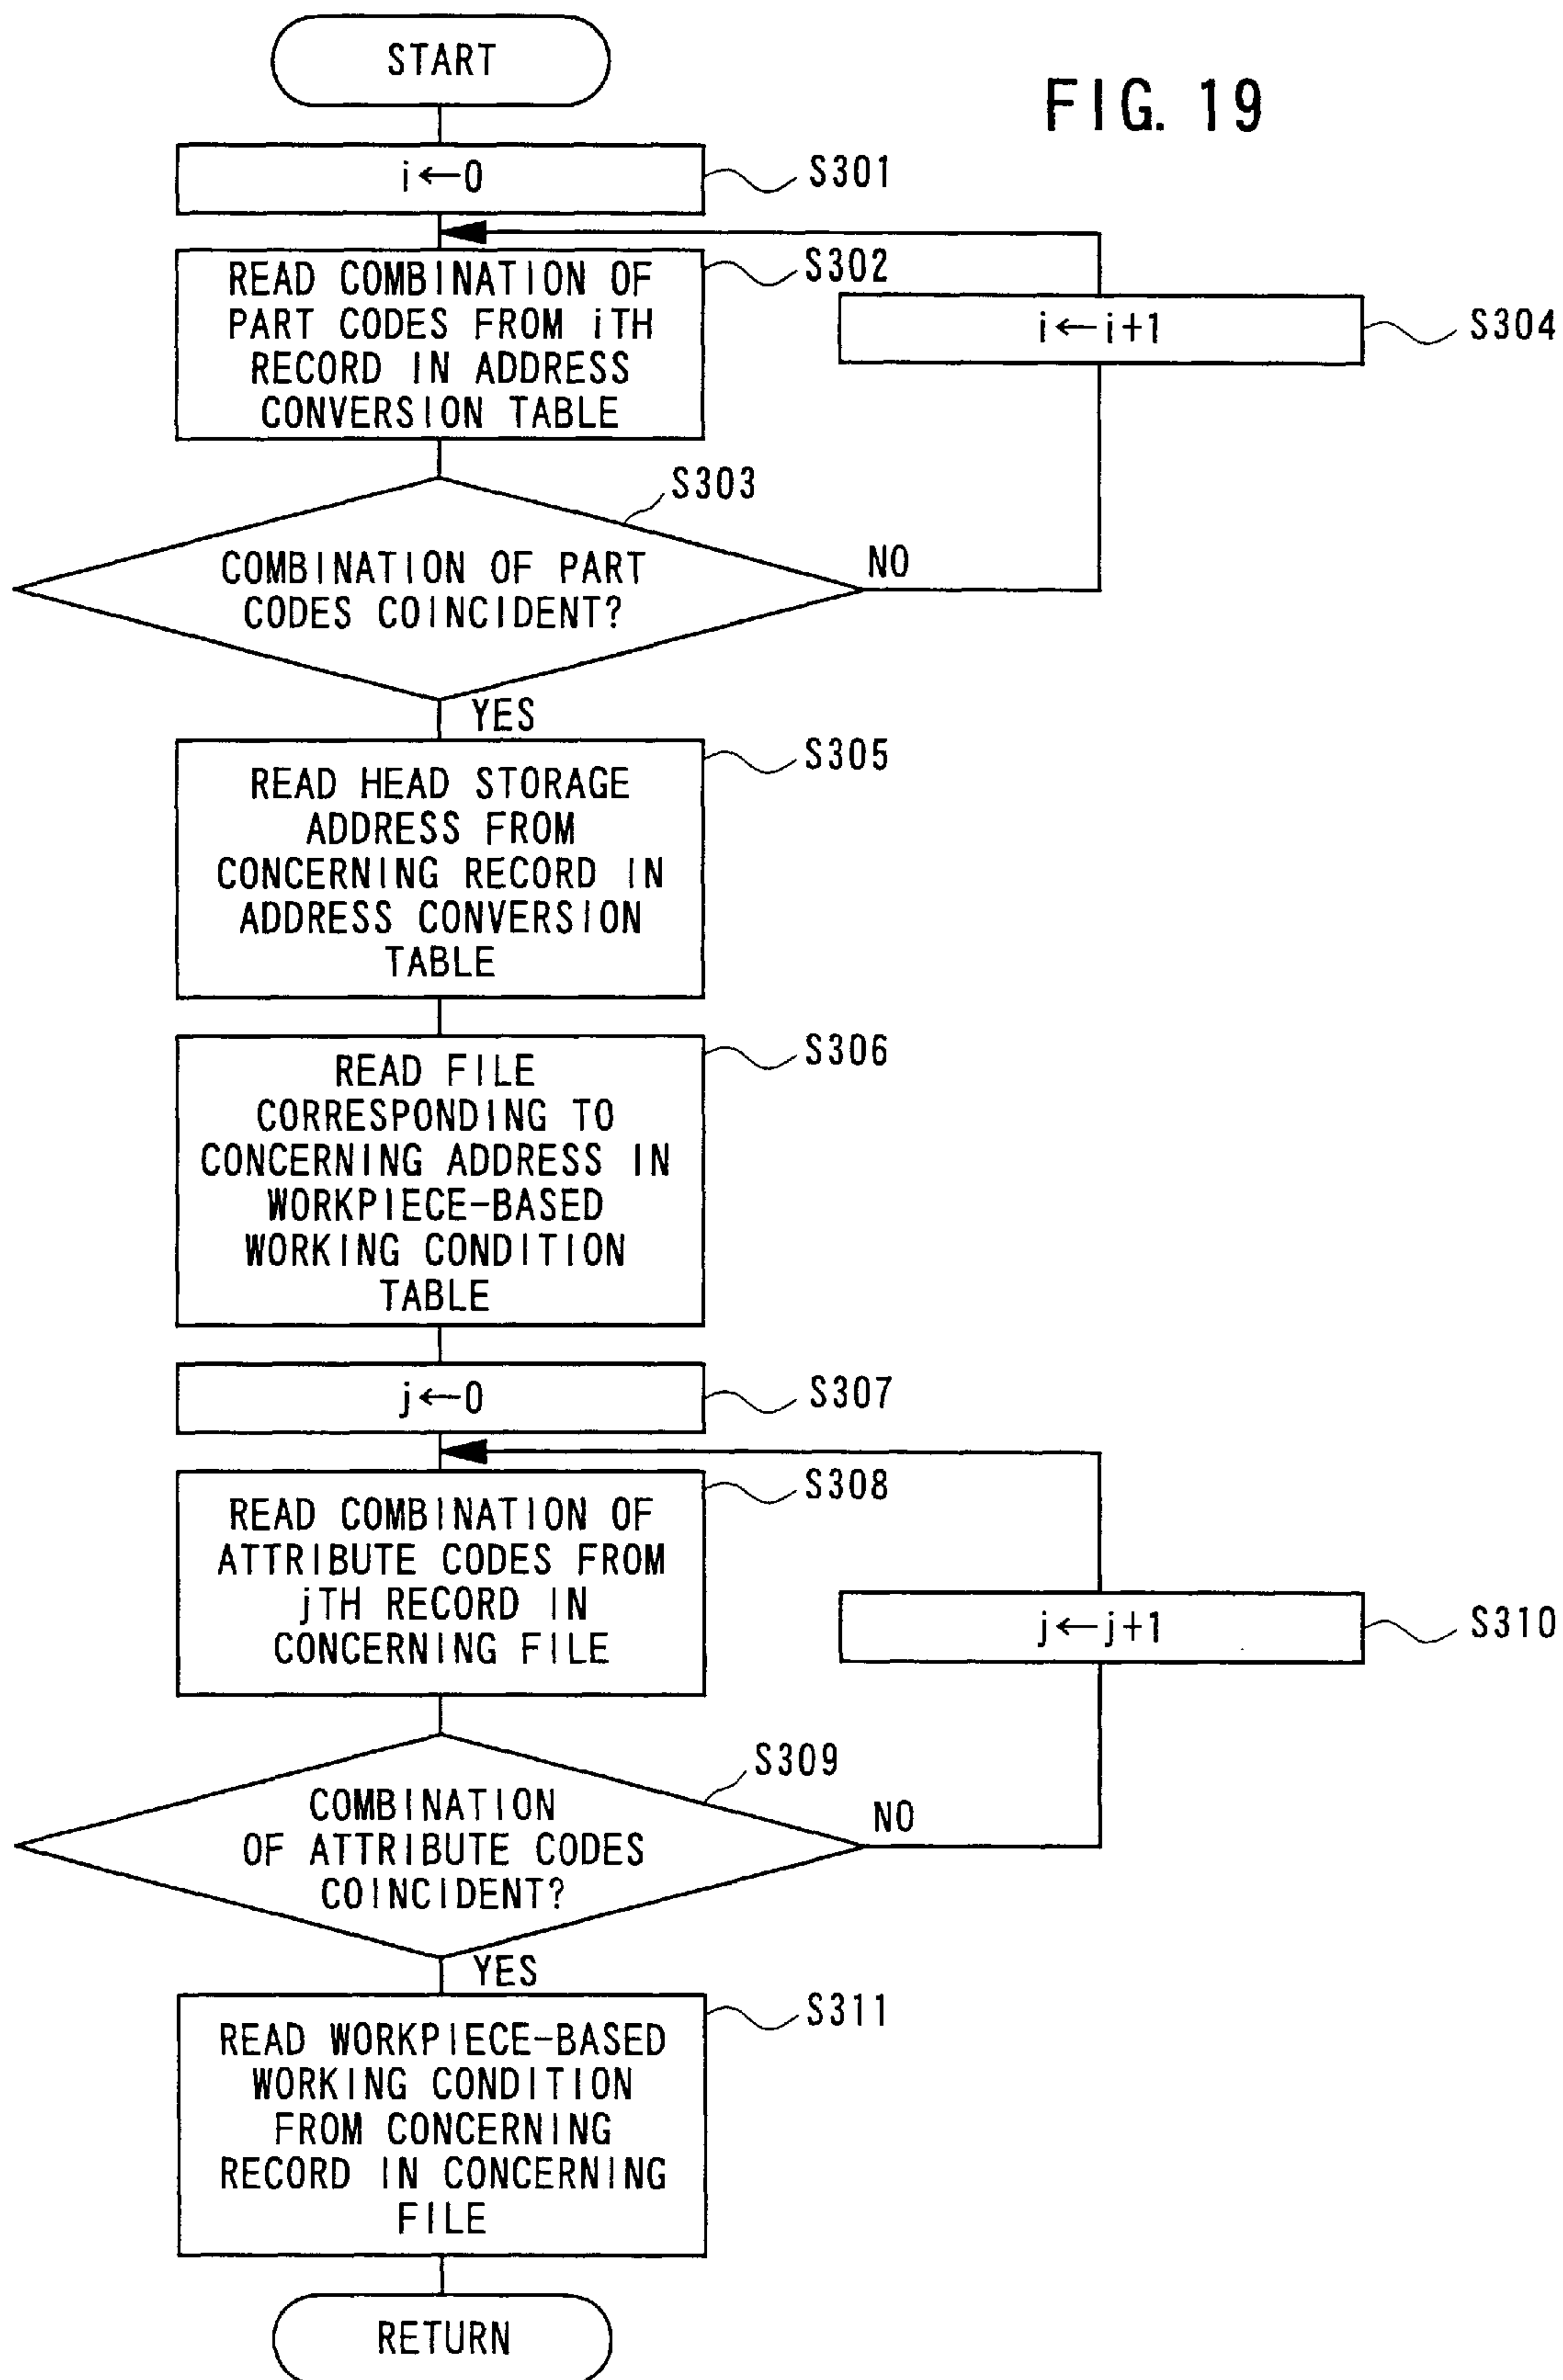 START
FIG. 19
i←0
S301
READ COMBINATION OF
PART CODES FROM iTH
RECORD IN ADDRESS
CONVERSION TABLE
S302
i←i+1
S304
S303
COMBINATION OF PART
CODES COINCIDENT?
NO
YES
READ HEAD STORAGE
ADDRESS FROM
CONCERNING RECORD IN
ADDRESS CONVERSION
TABLE
S305
READ FILE
CORRESPONDING TO
CONCERNING ADDRESS IN
WORKPIECE-BASED
WORKING CONDITION
TABLE
S306
j←0
S307
READ COMBINATION OF
ATTRIBUTE CODES FROM
jTH RECORD IN
CONCERNING FILE
S308
j←j+1
S310
S309
COMBINATION
OF ATTRIBUTE CODES
COINCIDENT?
NO
YES
READ WORKPIECE-BASED
WORKING CONDITION
FROM CONCERNING
RECORD IN CONCERNING
FILE
S311
RETURN